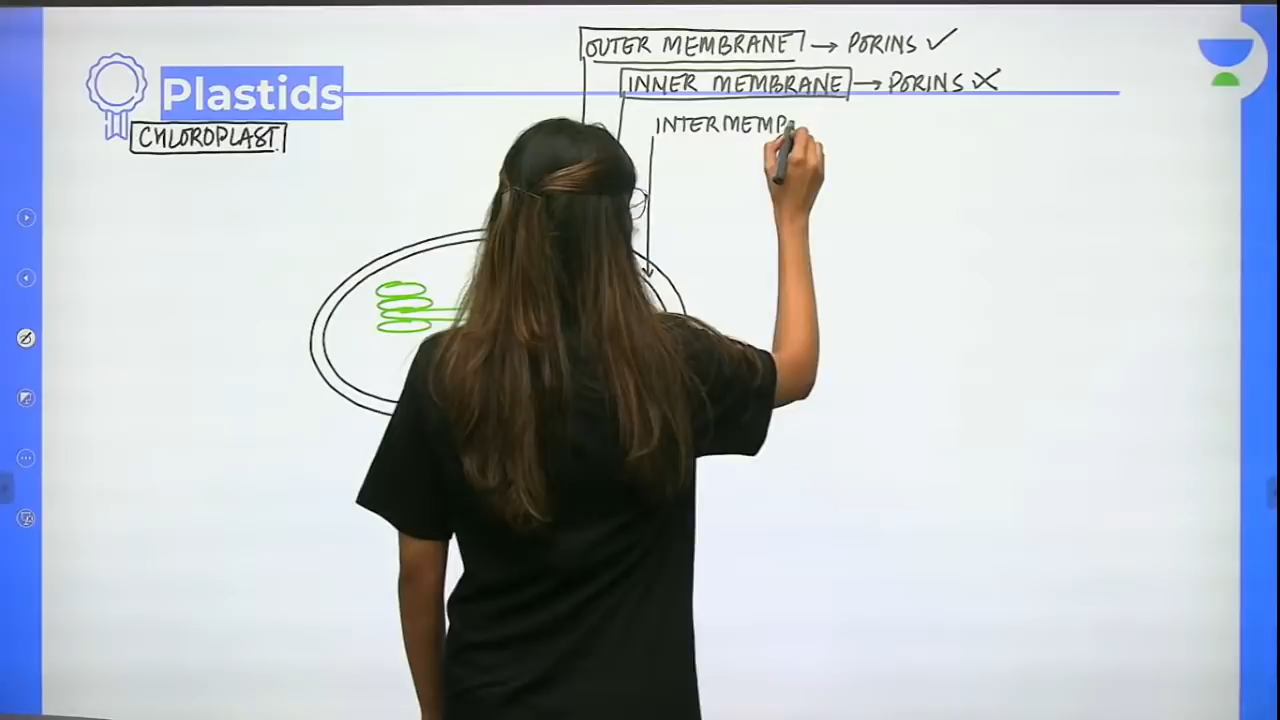 OUTER MEMBRANE → PORINS ✓
INNER MEMBRANE → PORINS ✗
Plastids
CHLOROPLAST
INTERMEMB